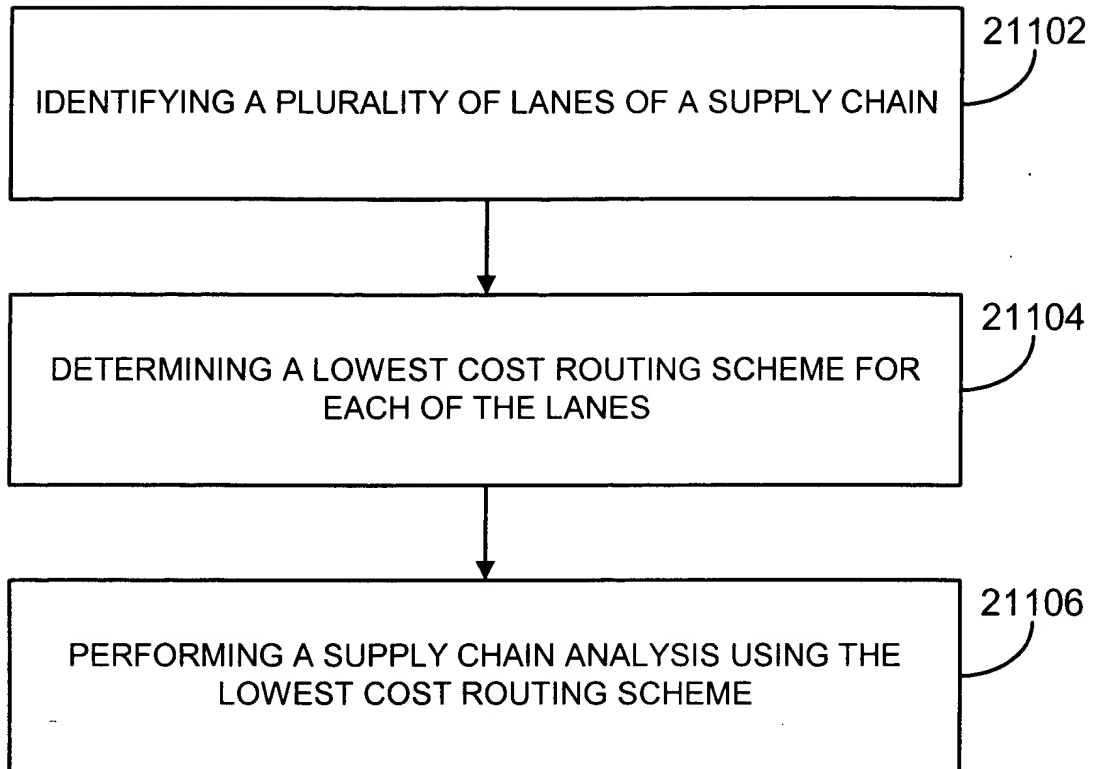 21102
IDENTIFYING A PLURALITY OF LANES OF A SUPPLY CHAIN
21104
DETERMINING A LOWEST COST ROUTING SCHEME FOR
EACH OF THE LANES
21106
PERFORMING A SUPPLY CHAIN ANALYSIS USING THE
LOWEST COST ROUTING SCHEME